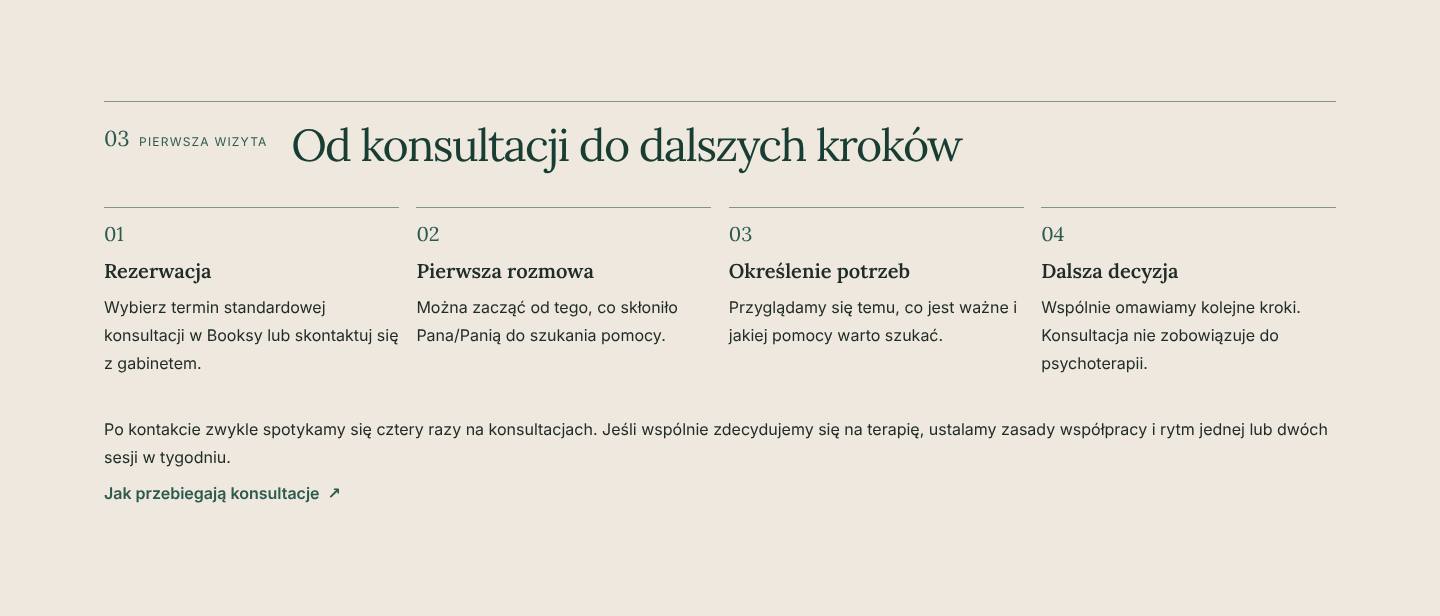 03 PIERWSZA WIZYTA
Od konsultacji do dalszych kroków
01
Rezerwacja
Wybierz termin standardowej
konsultacji w Booksy lub skontaktuj się
z gabinetem.
02
Pierwsza rozmowa
Można zacząć od tego, co skłoniło
Pana/Panią do szukania pomocy.
03
Określenie potrzeb
Przyglądamy się temu, co jest ważne i
jakiej pomocy warto szukać.
04
Dalsza decyzja
Wspólnie omawiamy kolejne kroki.
Konsultacja nie zobowiązuje do
psychoterapii.
Po kontakcie zwykle spotykamy się cztery razy na konsultacjach. Jeśli wspólnie zdecydujemy się na terapię, ustalamy zasady współpracy i rytm jednej lub dwóch
sesji w tygodniu.
Jak przebiegają konsultacje ↗